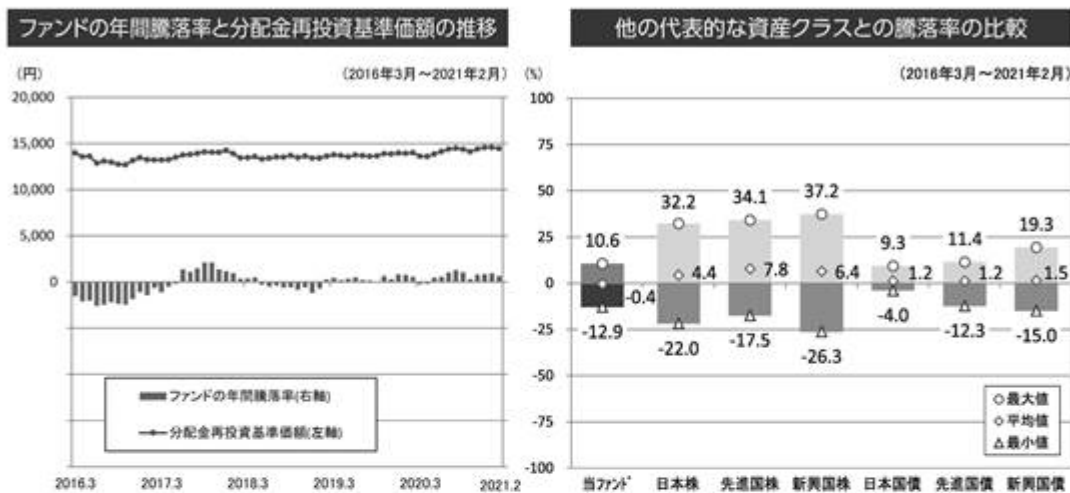 ファンドの年間騰落率と分配金再投資基準価額の推移
(円)
(2016年3月～2021年2月)
20,000
15,000
10,000
5,000
0
ファンドの年間騰落率(右軸)
分配金再投資基準価額(左軸)
2016.3 2017.3 2018.3 2019.3 2020.3 2021.2
他の代表的な資産クラスとの騰落率の比較
(%)
(2016年3月～2021年2月)
100
75
50
25
0
-25
-50
-75
-100
10.6 32.2 34.1 37.2 9.3 11.4 19.3
-0.4 4.4 7.8 6.4 1.2 1.2 1.5
-12.9 -22.0 -17.5 -26.3 -4.0 -12.3 -15.0
最大値
平均値
最小値
当ファンド 日本株 先進国株 新興国株 日本国債 先進国債 新興国債